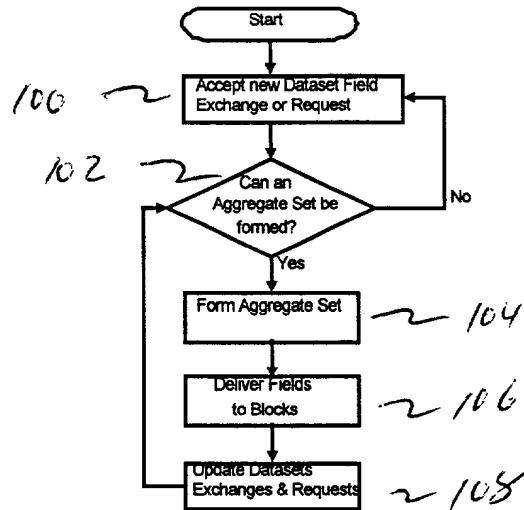 Start
100
Accept new Dataset Field
Exchange or Request
102
Can an
Aggregate Set be
formed?
No
Yes
Form Aggregate Set
104
Deliver Fields
to Blocks
106
Update Datasets
Exchanges & Requests
108